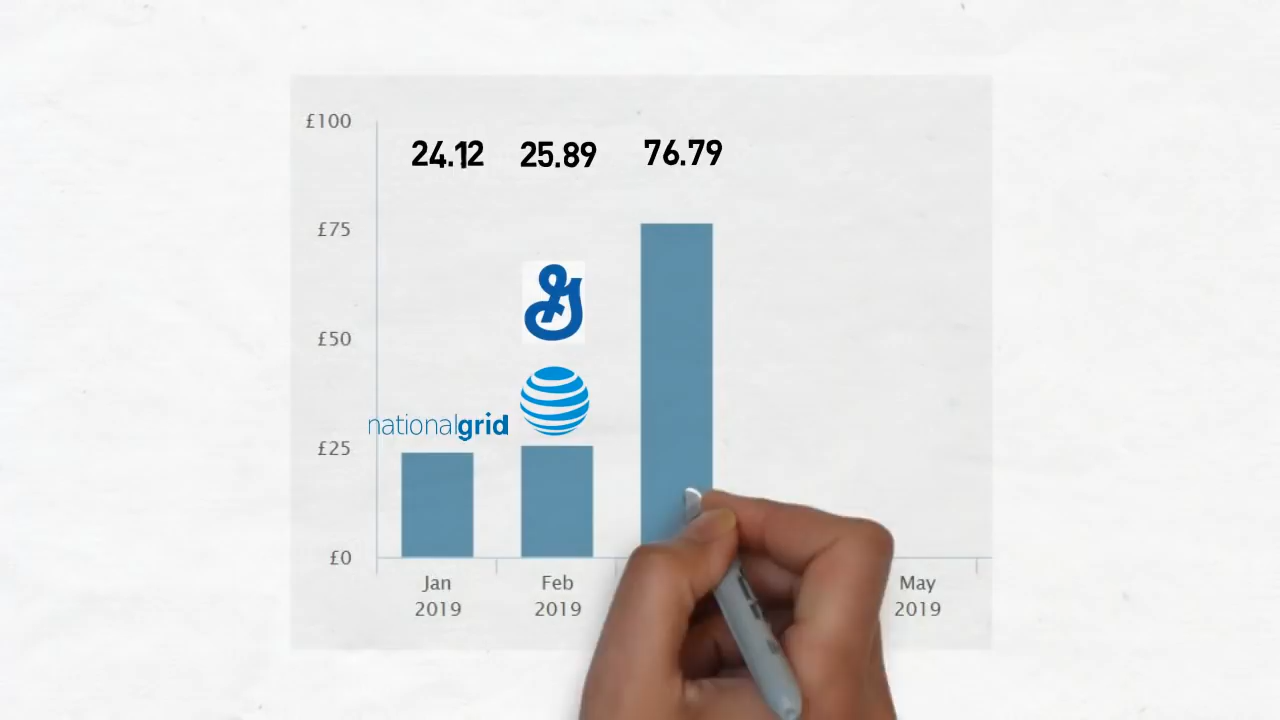 £100
24.12 25.89 76.79
£75
£50
nationalgrid
£25
£0
Jan Feb May
2019 2019 2019